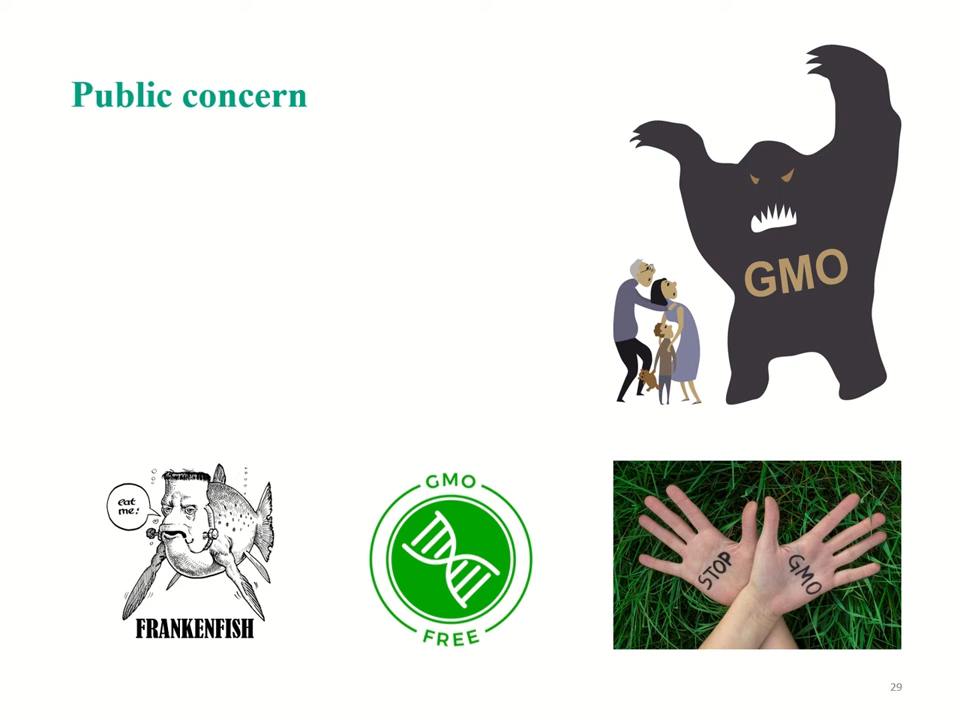 Public concern
GMO
eat
me!
FRANKENFISH
GMO
FREE
STOP
GMO
29